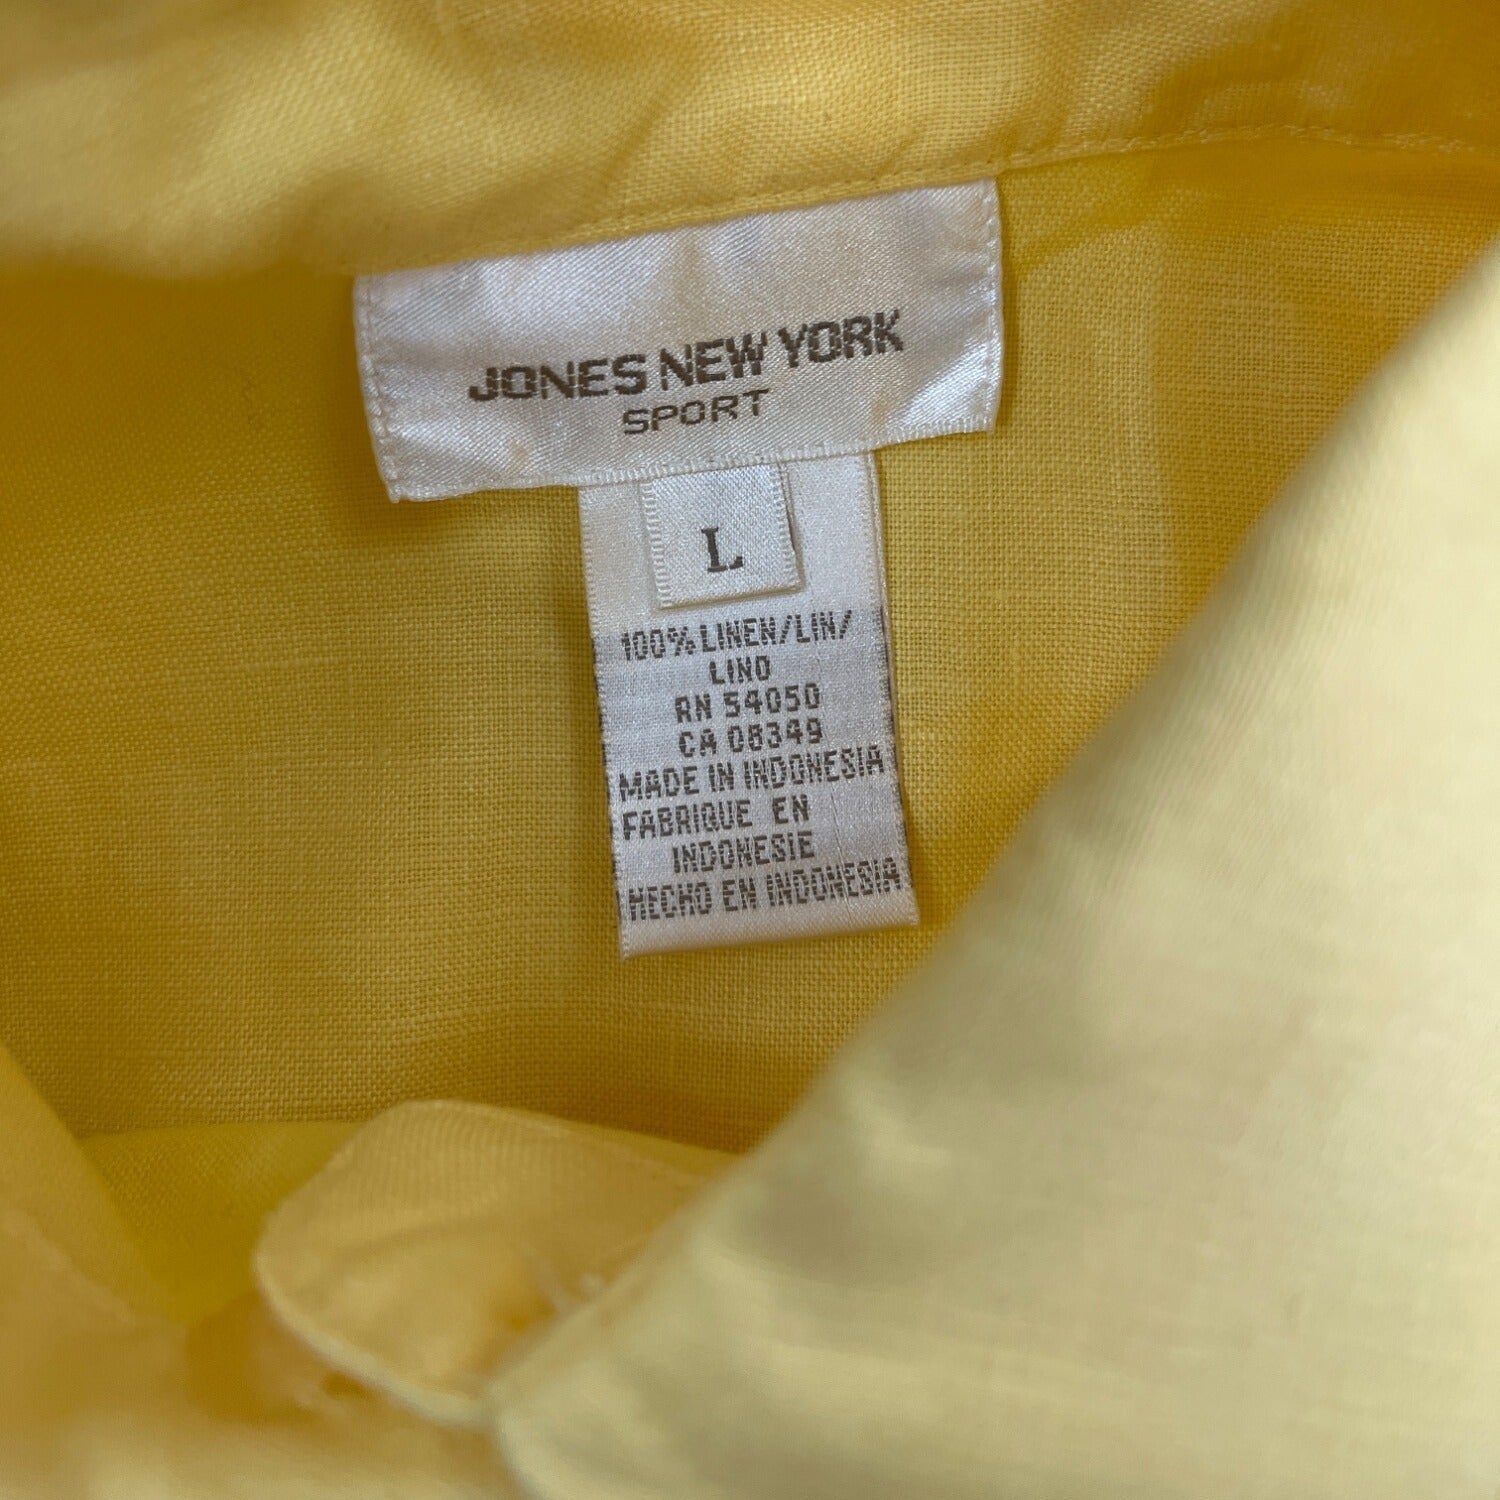 JONES NEW YORK
SPORT
L
100% LINEN/LIN/
LINO
RN 54050
CA 08349
MADE IN INDONESIA
FABRIQUE EN
INDONESIE
HECHO EN INDONESIA